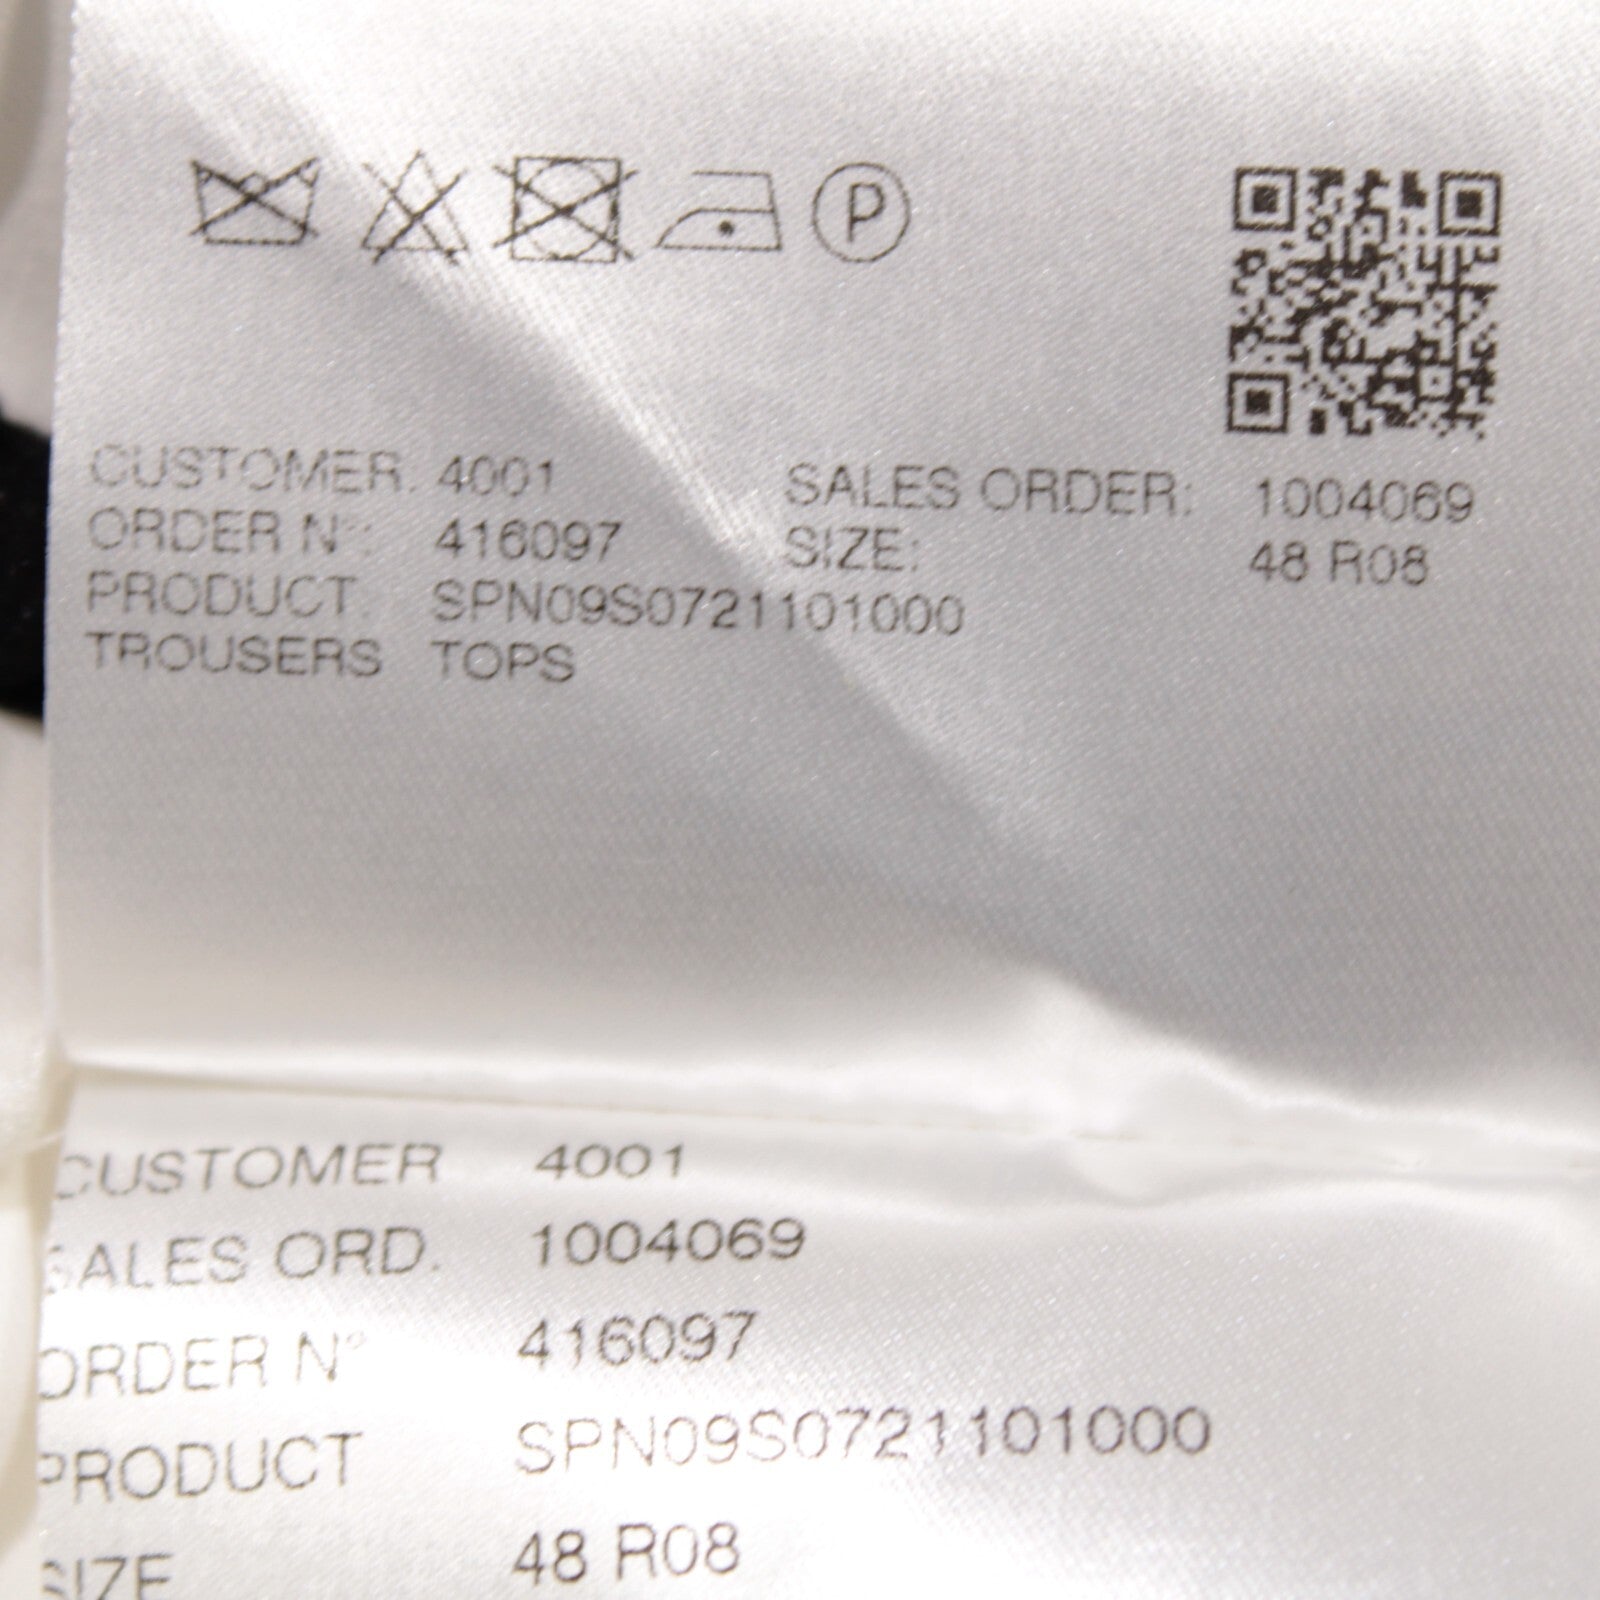 P
CUSTOMER: 4001 SALES ORDER: 1004069
ORDER N°: 416097 SIZE: 48 R08
PRODUCT: SPN09S0721101000
TROUSERS TOPS
CUSTOMER 4001
SALES ORD. 1004069
ORDER N° 416097
PRODUCT SPN09S0721101000
SIZE 48 R08